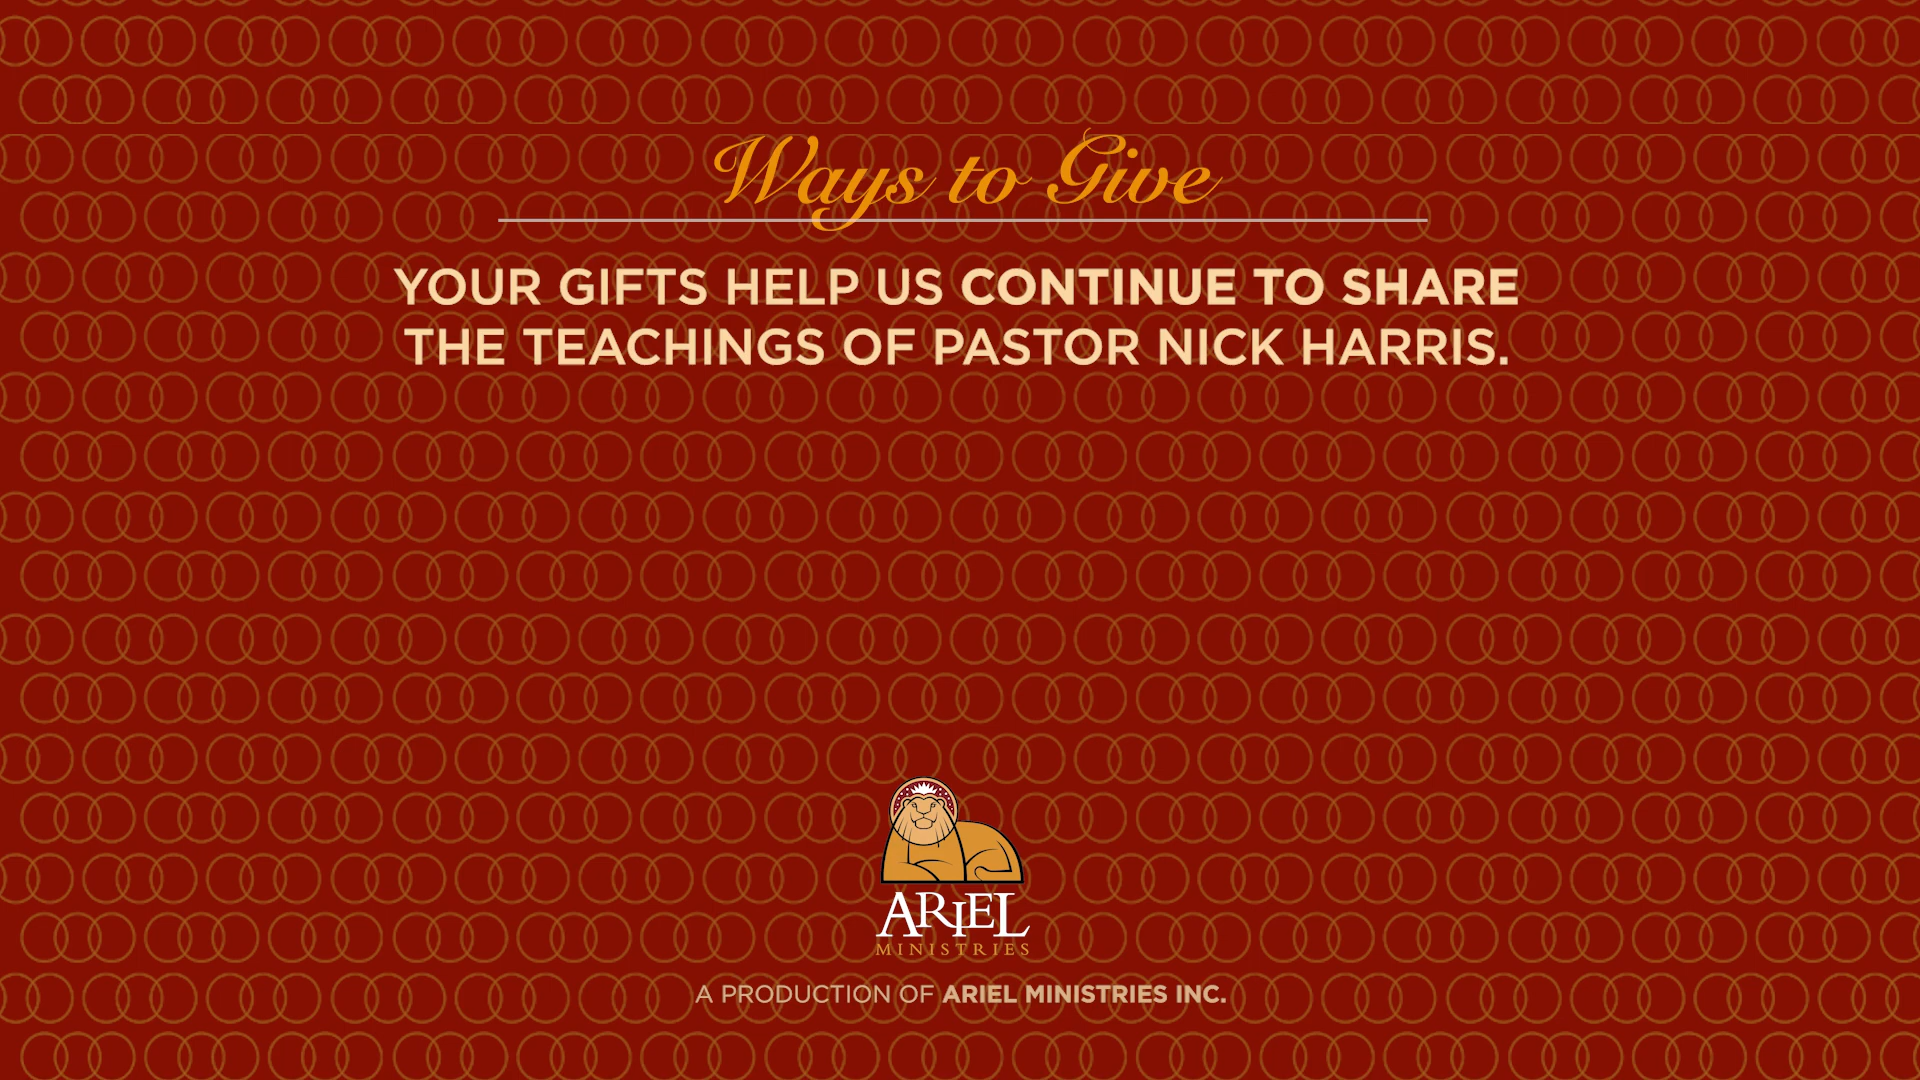 Ways to Give
YOUR GIFTS HELP US CONTINUE TO SHARE
THE TEACHINGS OF PASTOR NICK HARRIS.
ARIEL
MINISTRIES
A PRODUCTION OF ARIEL MINISTRIES INC.